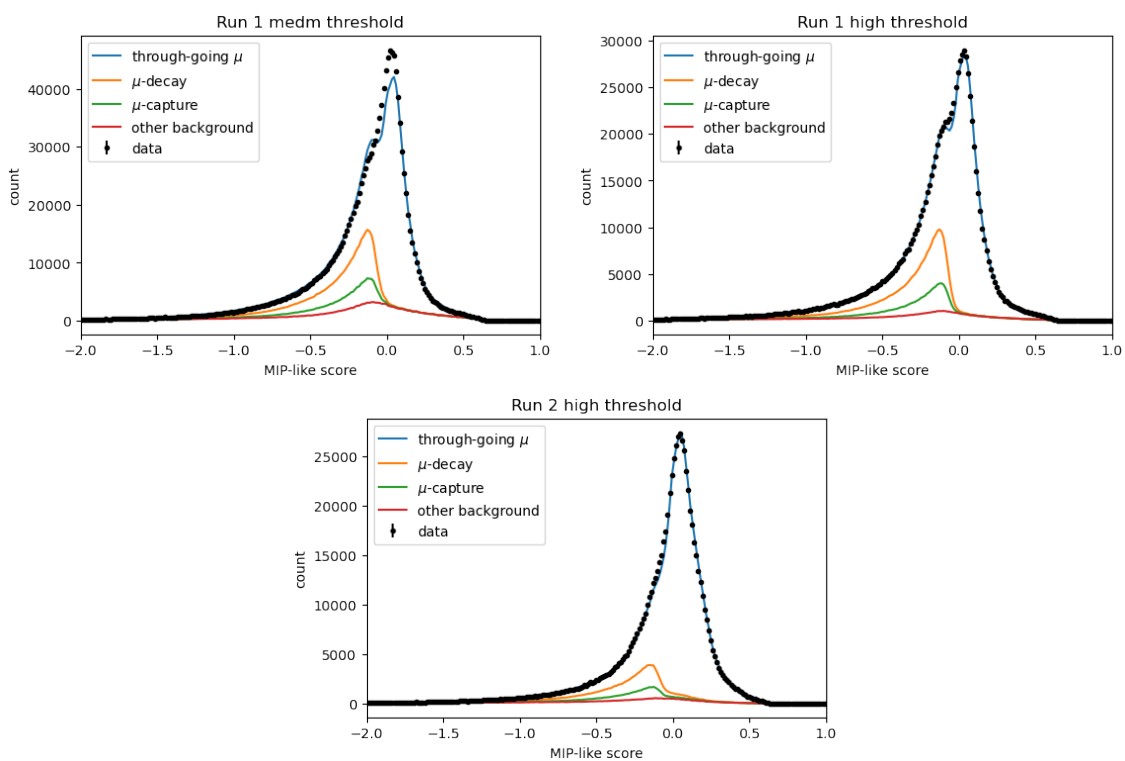 Run 1 medm threshold
through-going μ
μ-decay
μ-capture
other background
data
count
40000
30000
20000
10000
0
−2.0 −1.5 −1.0 −0.5 0.0 0.5 1.0
MIP-like score
Run 1 high threshold
through-going μ
μ-decay
μ-capture
other background
data
count
30000
25000
20000
15000
10000
5000
0
−2.0 −1.5 −1.0 −0.5 0.0 0.5 1.0
MIP-like score
Run 2 high threshold
through-going μ
μ-decay
μ-capture
other background
data
count
25000
20000
15000
10000
5000
0
−2.0 −1.5 −1.0 −0.5 0.0 0.5 1.0
MIP-like score